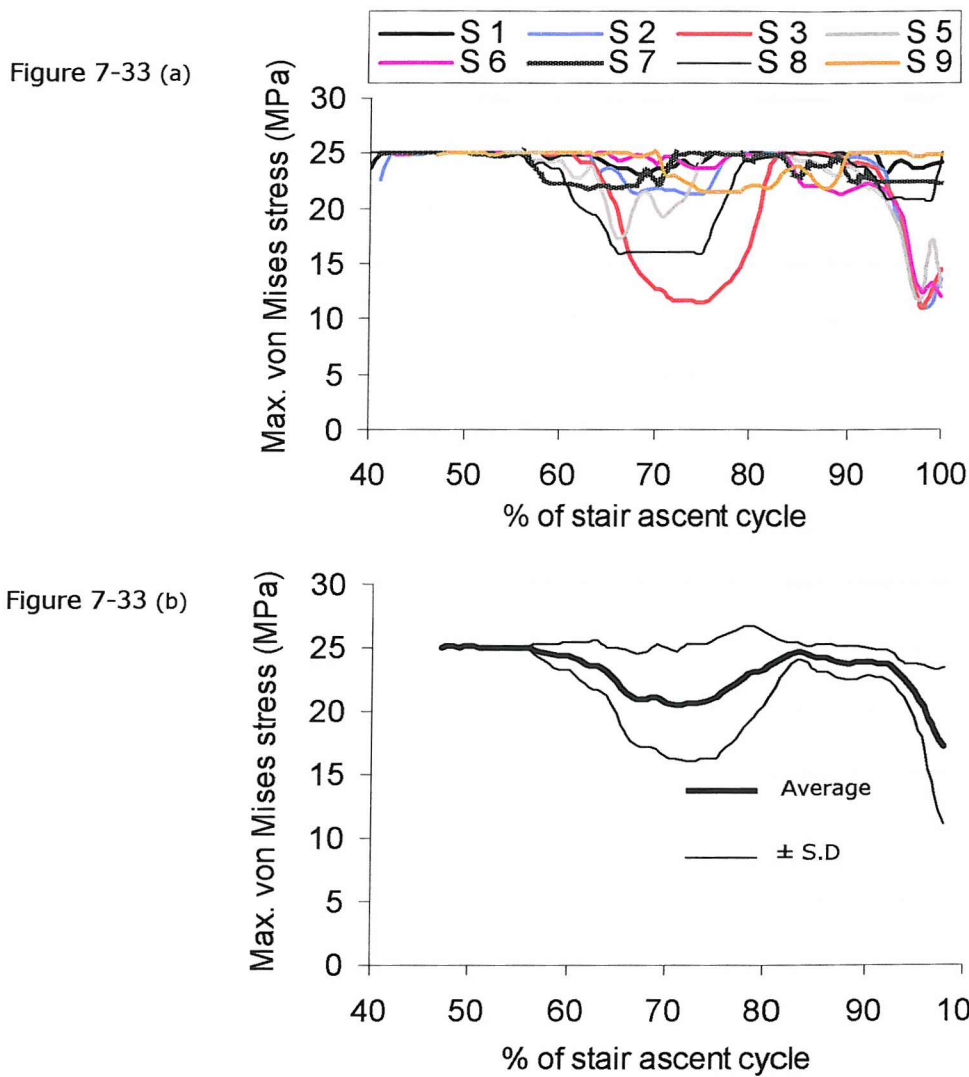 S 1 S 2 S 3 S 5
S 6 S 7 S 8 S 9
Figure 7-33 (a)
Max. von Mises stress (MPa)
30
25
20
15
10
5
0
40 50 60 70 80 90 100
% of stair ascent cycle
Figure 7-33 (b)
Max. von Mises stress (MPa)
30
25
20
15
10
5
0
Average
± S.D
40 50 60 70 80 90 10
% of stair ascent cycle